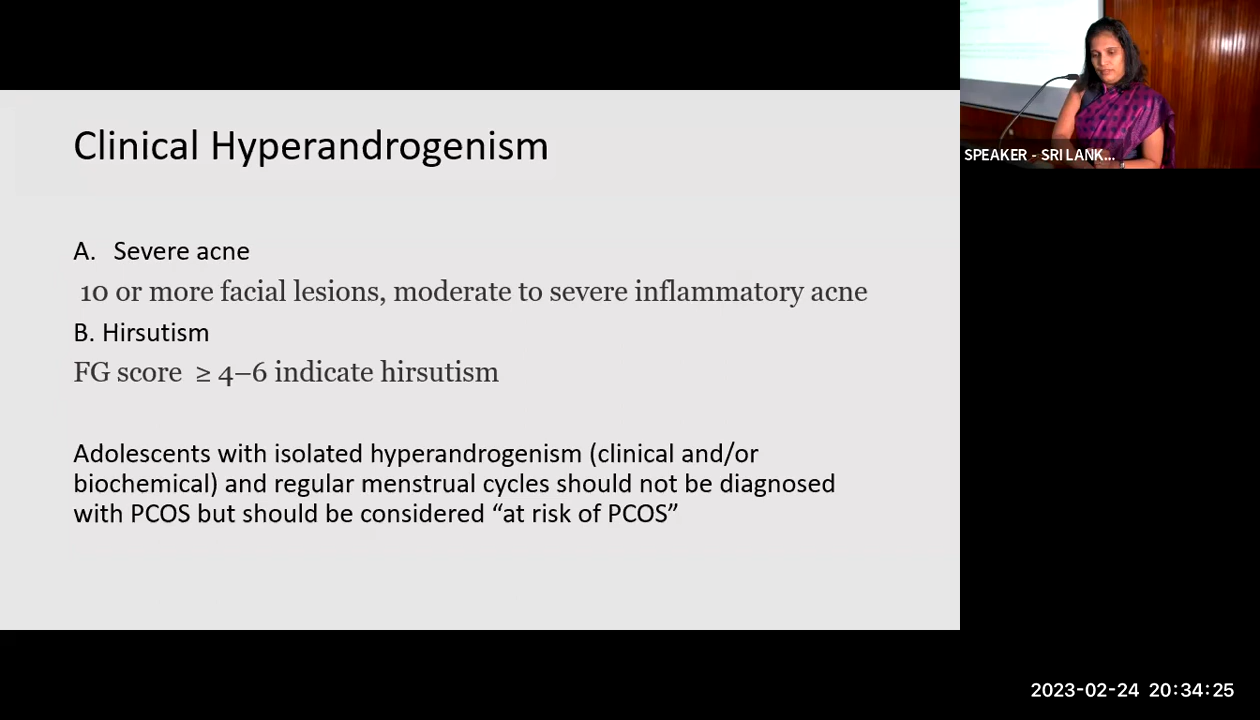 Clinical Hyperandrogenism
A. Severe acne
10 or more facial lesions, moderate to severe inflammatory acne
B. Hirsutism
FG score ≥ 4–6 indicate hirsutism
Adolescents with isolated hyperandrogenism (clinical and/or
biochemical) and regular menstrual cycles should not be diagnosed
with PCOS but should be considered “at risk of PCOS”
SPEAKER - SRI LANK...
2023-02-24 20:34:25